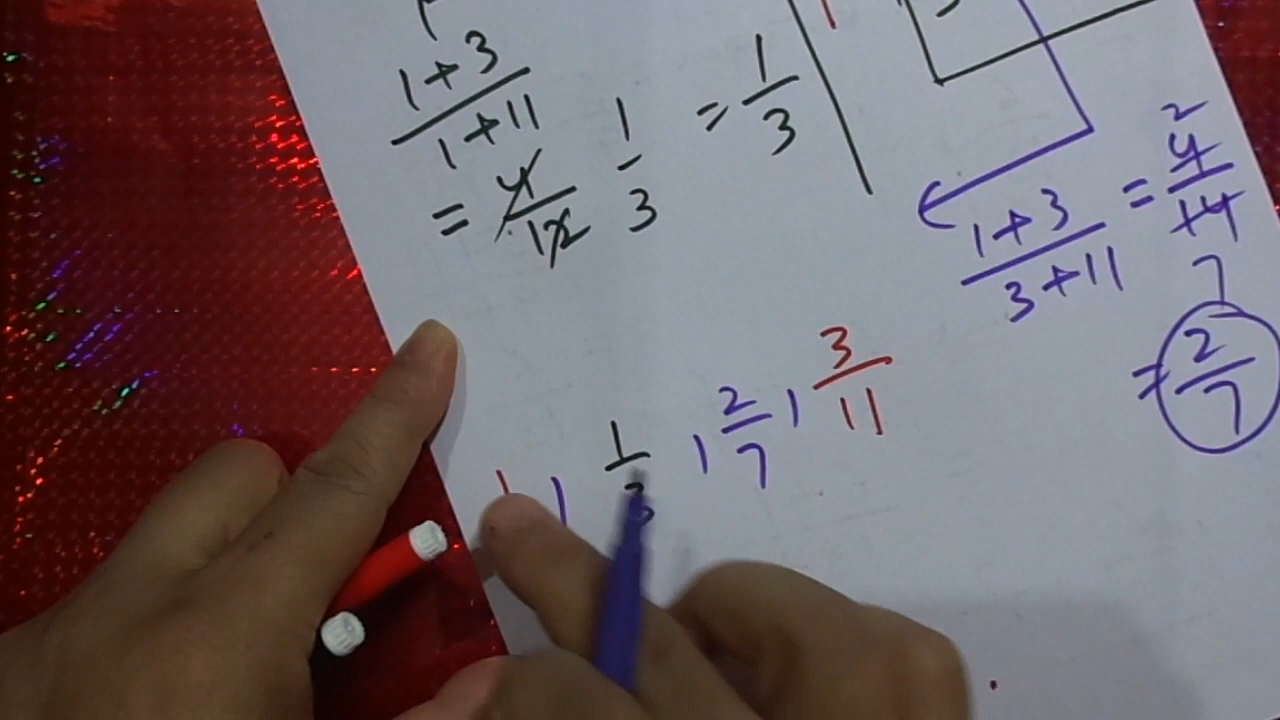 1+3/1+11
= 4/12 1/3 = 1/3
1+3/3+11 = 4/14 2 7
= 2/7
1 , 1/3 , 2/7 , 3/11